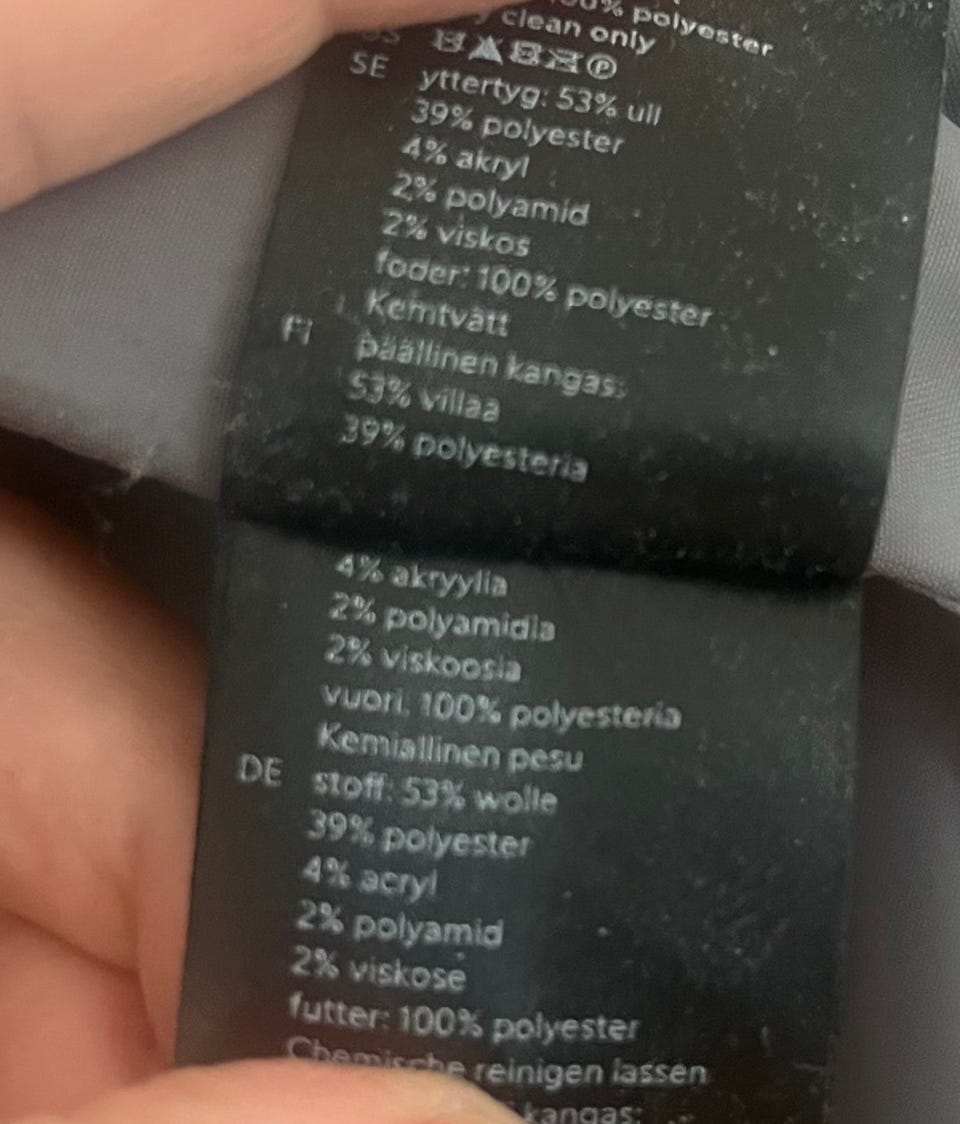 polyester
clean only
SE yttertyg: 53% ull
39% polyester
4% akryl
2% polyamid
2% viskos
foder: 100% polyester
Kemtvätt
FI päällinen kangas:
53% villaa
39% polyesteria
4% akryylia
2% polyamidia
2% viskoosia
vuori: 100% polyesteria
Kemiallinen pesu
DE stoff: 53% wolle
39% polyester
4% acryl
2% polyamid
2% viskose
futter: 100% polyester
Chemische reinigen lassen
kangas: